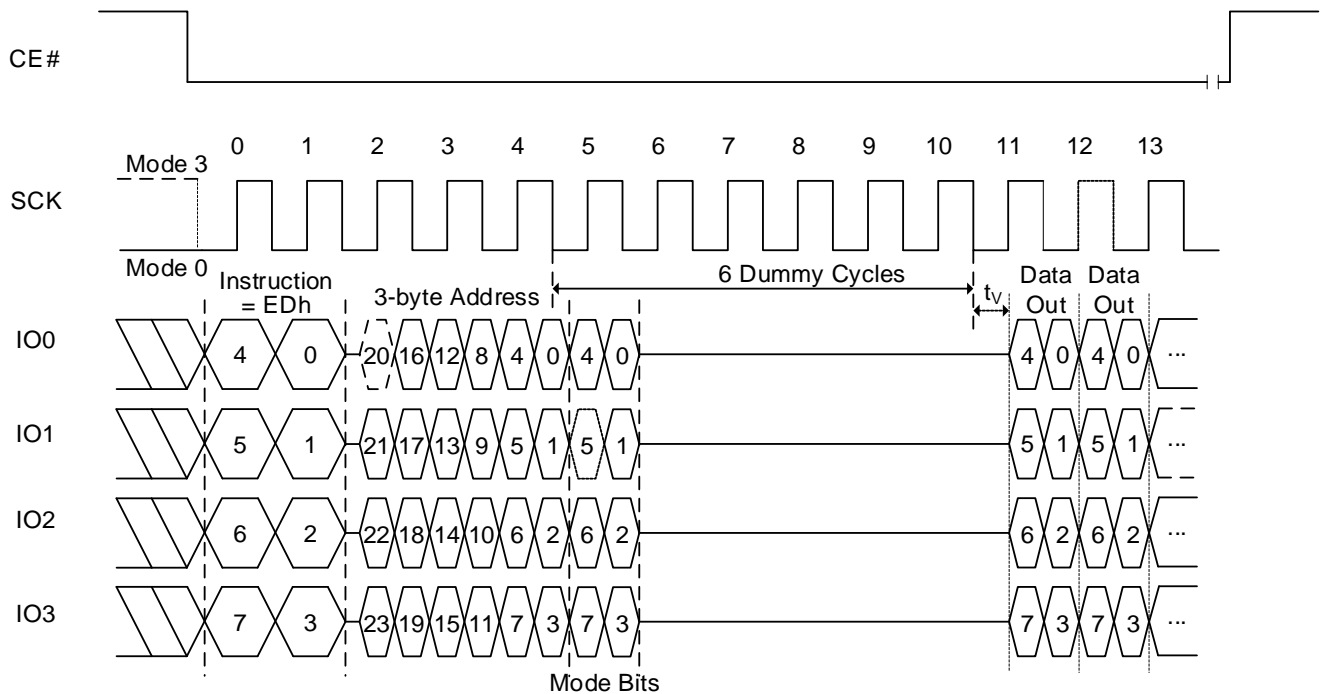 CE#
0 1 2 3 4 5 6 7 8 9 10 11 12 13
Mode 3
SCK
Mode 0
Instruction = EDh
3-byte Address
6 Dummy Cycles
tV
Data Out
Data Out
IO0 4 0 20 16 12 8 4 0 4 0 4 0 4 0 ...
IO1 5 1 21 17 13 9 5 1 5 1 5 1 5 1 ...
IO2 6 2 22 18 14 10 6 2 6 2 6 2 6 2 ...
IO3 7 3 23 19 15 11 7 3 7 3 7 3 7 3 ...
Mode Bits